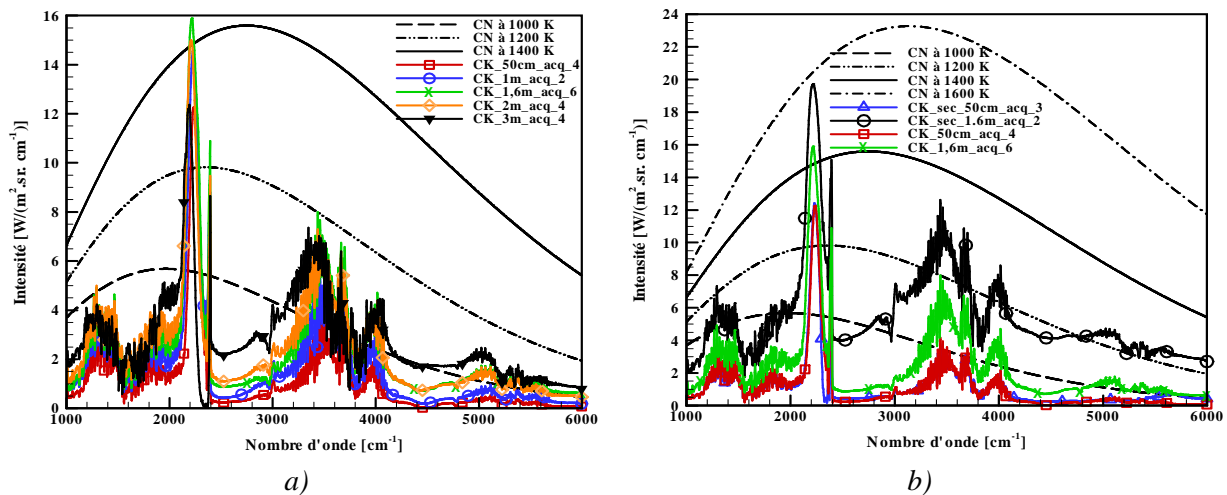 16
14
12
10
8
6
4
2
0
Intensité [W/(m².sr. cm⁻¹)]
1000
2000
3000
4000
5000
6000
Nombre d'onde [cm⁻¹]
CN à 1000 K
CN à 1200 K
CN à 1400 K
CK_50cm_acq_4
CK_1m_acq_2
CK_1,6m_acq_6
CK_2m_acq_4
CK_3m_acq_4
a)
24
22
20
18
16
14
12
10
8
6
4
2
0
Intensité [W/(m².sr. cm⁻¹)]
1000
2000
3000
4000
5000
6000
Nombre d'onde [cm⁻¹]
CN à 1000 K
CN à 1200 K
CN à 1400 K
CN à 1600 K
CK_sec_50cm_acq_3
CK_sec_1.6m_acq_2
CK_50cm_acq_4
CK_1,6m_acq_6
b)